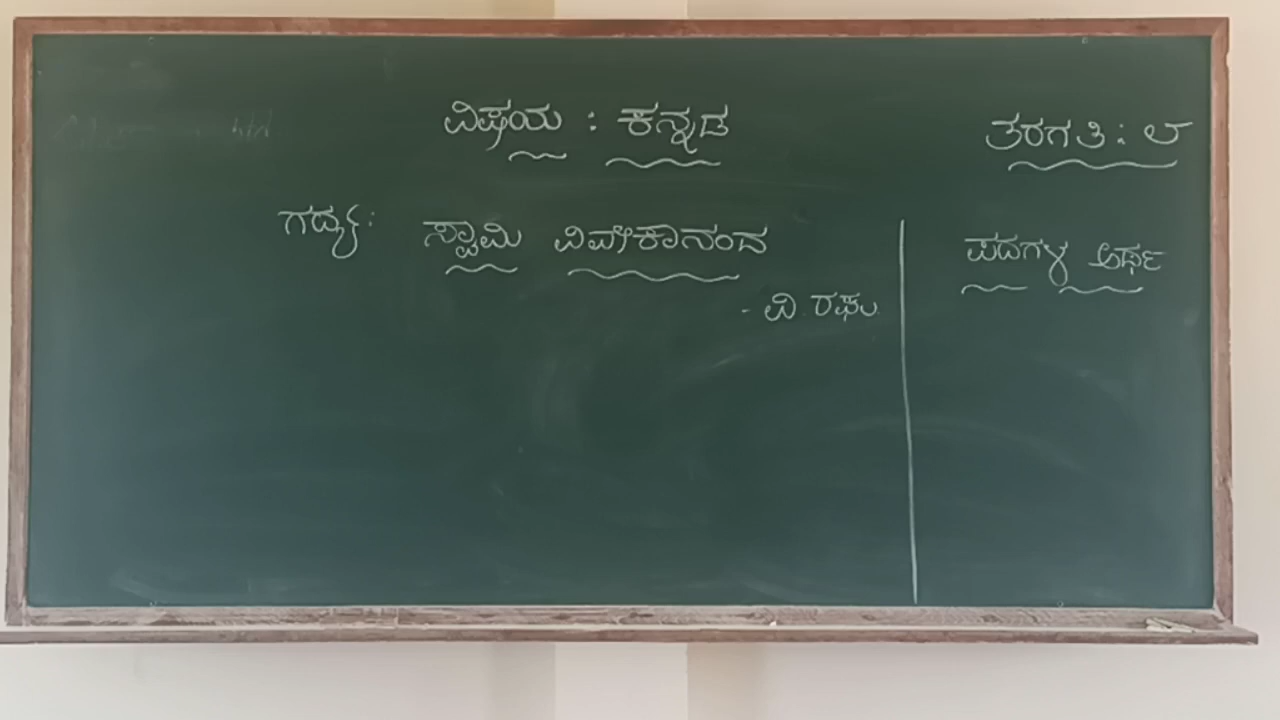 ವಿಷಯ : ಕನ್ನಡ
ತರಗತಿ : ೮
ಗದ್ಯ : ಸ್ವಾಮಿ ವಿವೇಕಾನಂದ
- ವಿ. ರಘು.
ಪದಗಳ ಅರ್ಥ